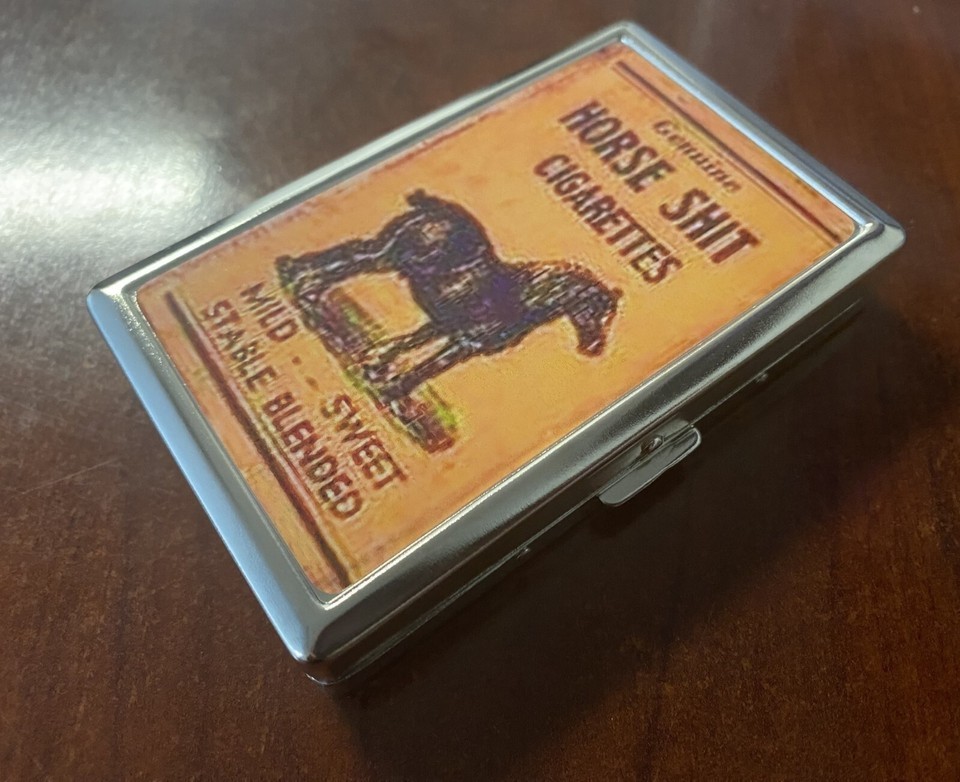 Genuine
HORSE SHIT
CIGARETTES
MILD . . SWEET
STABLE BLENDED